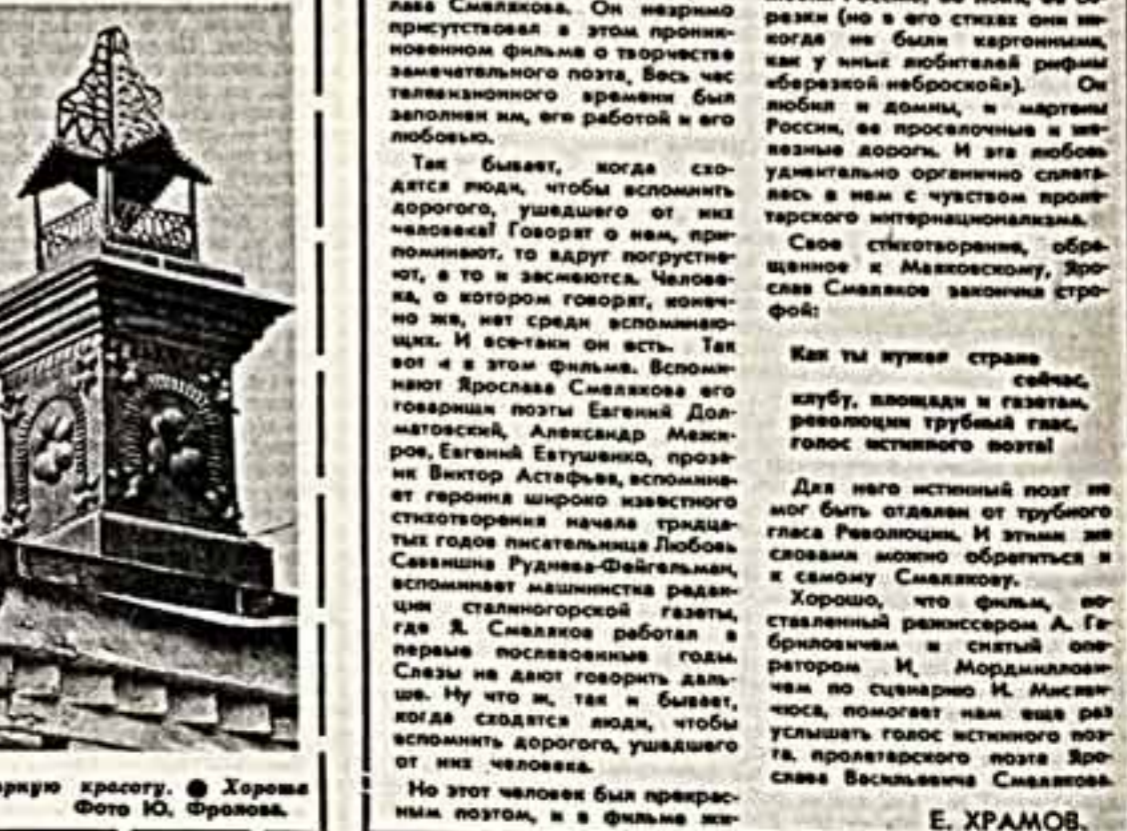 лава Смелякова. Он незримо
присутствовал в этом проник-
новенном фильме о творчестве
замечательного поэта. Весь час
телевизионного времени был
заполнен им, его работой и его
любовью.
Так бывает, когда схо-
дятся люди, чтобы вспомнить
дорогого, ушедшего от них
человека! Говорят о нем, при-
поминают, то вдруг погрустне-
ют, а то и засмеются. Челове-
ка, о котором говорят, конеч-
но же, нет среди вспоминаю-
щих. И все-таки он есть. Так
вот и в этом фильме. Вспоми-
нают Ярослава Смелякова его
товарищи поэты Евгений Дол-
матовский, Александр Межи-
ров, Евгений Евтушенко, проза-
ик Виктор Астафьев, вспомина-
ет героиня широко известного
стихотворения начала тридца-
тых годов писательница Любовь
Саввишна Руднева-Фейгельман,
вспоминает машинистка редак-
ции сталиногорской газеты,
где Я. Смеляков работал в
первые послевоенные годы.
Слезы не дают говорить даль-
ше. Ну что ж, так и бывает,
когда сходятся люди, чтобы
вспомнить дорогого, ушедшего
от них человека.
Но этот человек был прекрас-
ным поэтом, и в фильме жи-
резки (но в его стихах они ни-
когда не были картонными,
как у иных любителей рифмы
«березкой неброской»). Он
любил и домны, и мартены
России, ее проселочные и же-
лезные дороги. И эта любовь
удивительно органично сплета-
лась в нем с чувством проле-
тарского интернационализма.
Свое стихотворение, обра-
щенное к Маяковскому, Яро-
слав Смеляков закончил стро-
фой:
Как ты нужен стране
сейчас,
клубу, площади и газетам,
революции трубный глас,
голос истинного поэта!
Для него истинный поэт не
мог быть отделен от трубного
гласа Революции. И этими же
словами можно обратиться и
к самому Смелякову.
Хорошо, что фильм, по-
ставленный режиссером А. Га-
бриловичем и снятый опе-
ратором И. Мордмиллови-
чем по сценарию И. Мисяв-
чюса, помогает нам еще раз
услышать голос истинного поэ-
та, пролетарского поэта Яро-
слава Васильевича Смелякова.
Е. ХРАМОВ.
орную красоту. ● Хороша
Фото Ю. Фролова.